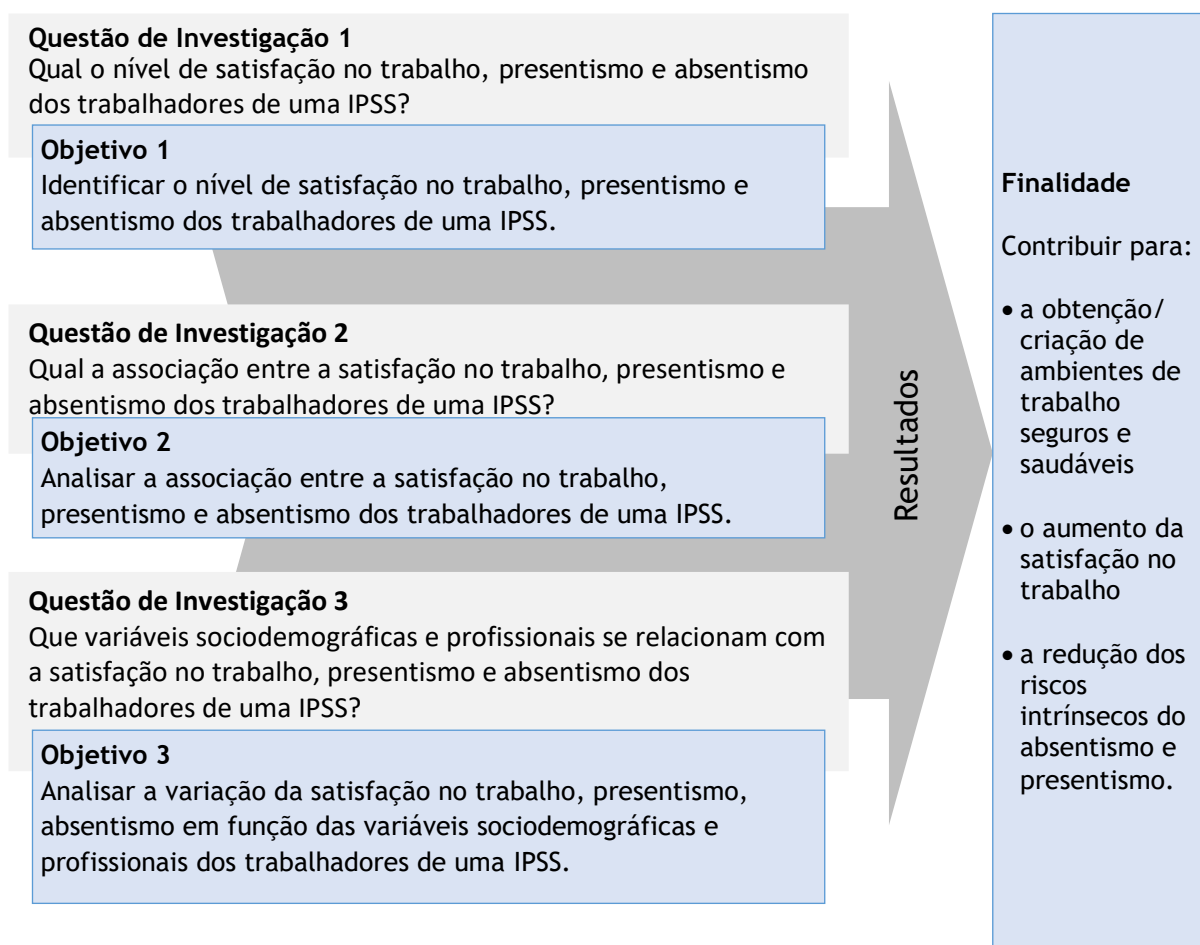 Questão de Investigação 1
Qual o nível de satisfação no trabalho, presentismo e absentismo
dos trabalhadores de uma IPSS?
Objetivo 1
Identificar o nível de satisfação no trabalho, presentismo e
absentismo dos trabalhadores de uma IPSS.
Questão de Investigação 2
Qual a associação entre a satisfação no trabalho, presentismo e
absentismo dos trabalhadores de uma IPSS?
Objetivo 2
Analisar a associação entre a satisfação no trabalho,
presentismo e absentismo dos trabalhadores de uma IPSS.
Questão de Investigação 3
Que variáveis sociodemográficas e profissionais se relacionam com
a satisfação no trabalho, presentismo e absentismo dos
trabalhadores de uma IPSS?
Objetivo 3
Analisar a variação da satisfação no trabalho, presentismo,
absentismo em função das variáveis sociodemográficas e
profissionais dos trabalhadores de uma IPSS.
Resultados
Finalidade
Contribuir para:
• a obtenção/
criação de
ambientes de
trabalho
seguros e
saudáveis
• o aumento da
satisfação no
trabalho
• a redução dos
riscos
intrínsecos do
absentismo e
presentismo.